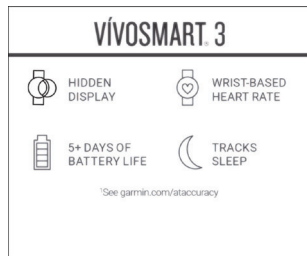 VÍVOSMART® 3
HIDDEN
DISPLAY
WRIST-BASED
HEART RATE
5+ DAYS OF
BATTERY LIFE
TRACKS
SLEEP
¹See garmin.com/ataccuracy